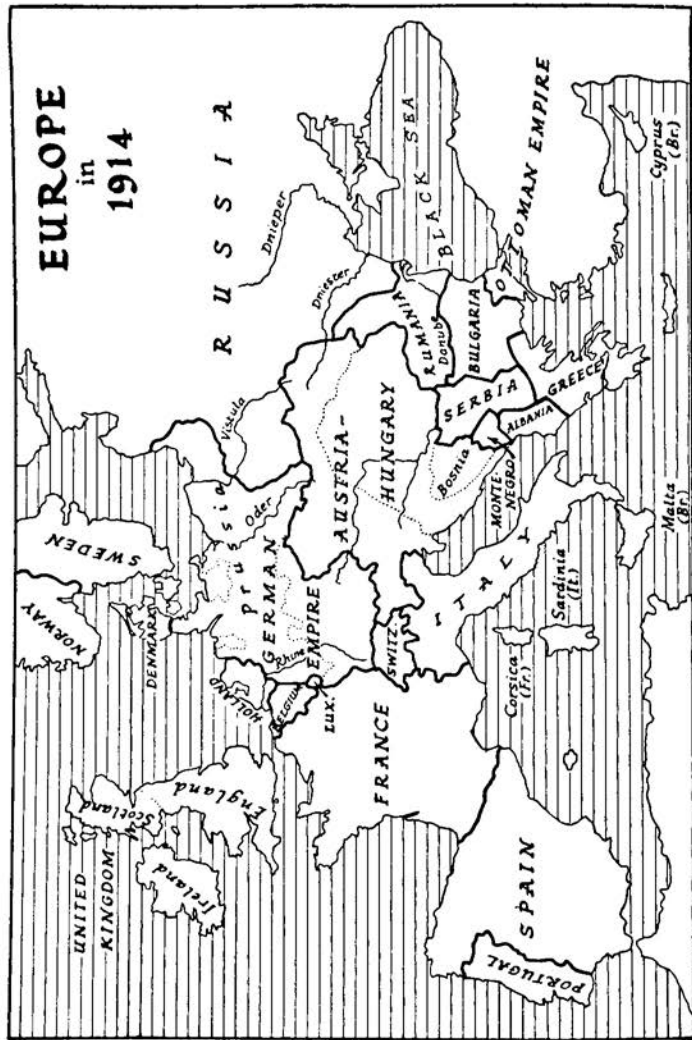 EUROPE
in
1914
NORWAY
SWEDEN
RUSSIA
UNITED
KINGDOM
Scotland
Ireland
England
DENMARK
HOLLAND
BELGIUM
LUX.
Rhine
prussia
GERMAN
EMPIRE
Oder
Vistula
Dnieper
Dniester
FRANCE
SWITZ
AUSTRIA-
HUNGARY
RUMANIA
Danube
BLACK SEA
Bosnia
SERBIA
BULGARIA
MONTE-
NEGRO
ALBANIA
GREECE
OTTOMAN EMPIRE
PORTUGAL
SPAIN
ITALY
Corsica
(Fr.)
Sardinia
(It.)
Malta
(Br.)
Cyprus
(Br.)